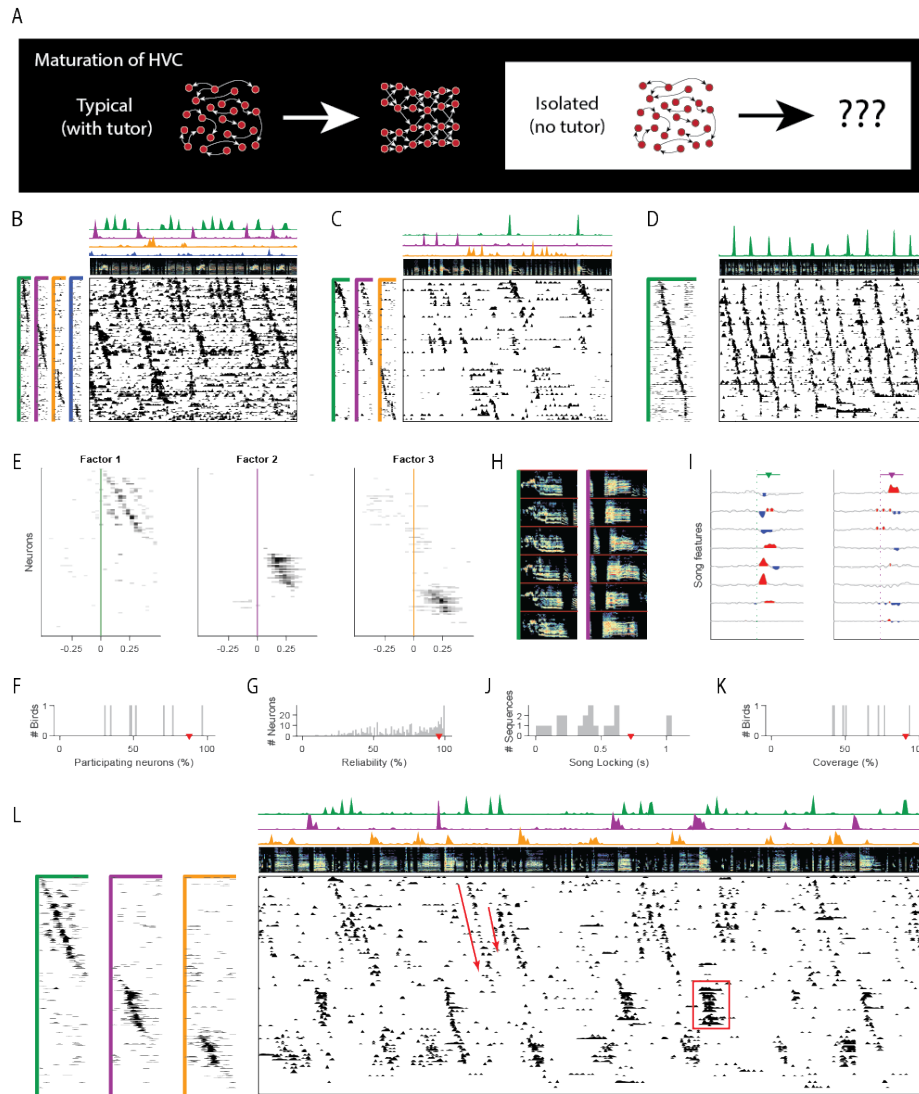 A
Maturation of HVC
Typical
(with tutor)
Isolated
(no tutor)
???
B
C
D
E
Factor 1
Factor 2
Factor 3
Neurons
-0.25
0
0.25
-0.25
0
0.25
-0.25
0
0.25
H
I
Song features
F
# Birds
1
0
0
50
100
Participating neurons (%)
G
# Neurons
20
10
0
50
100
Reliability (%)
J
# Sequences
2
0
0
0.5
1
Song Locking (s)
K
# Birds
1
0
0
50
100
Coverage (%)
L